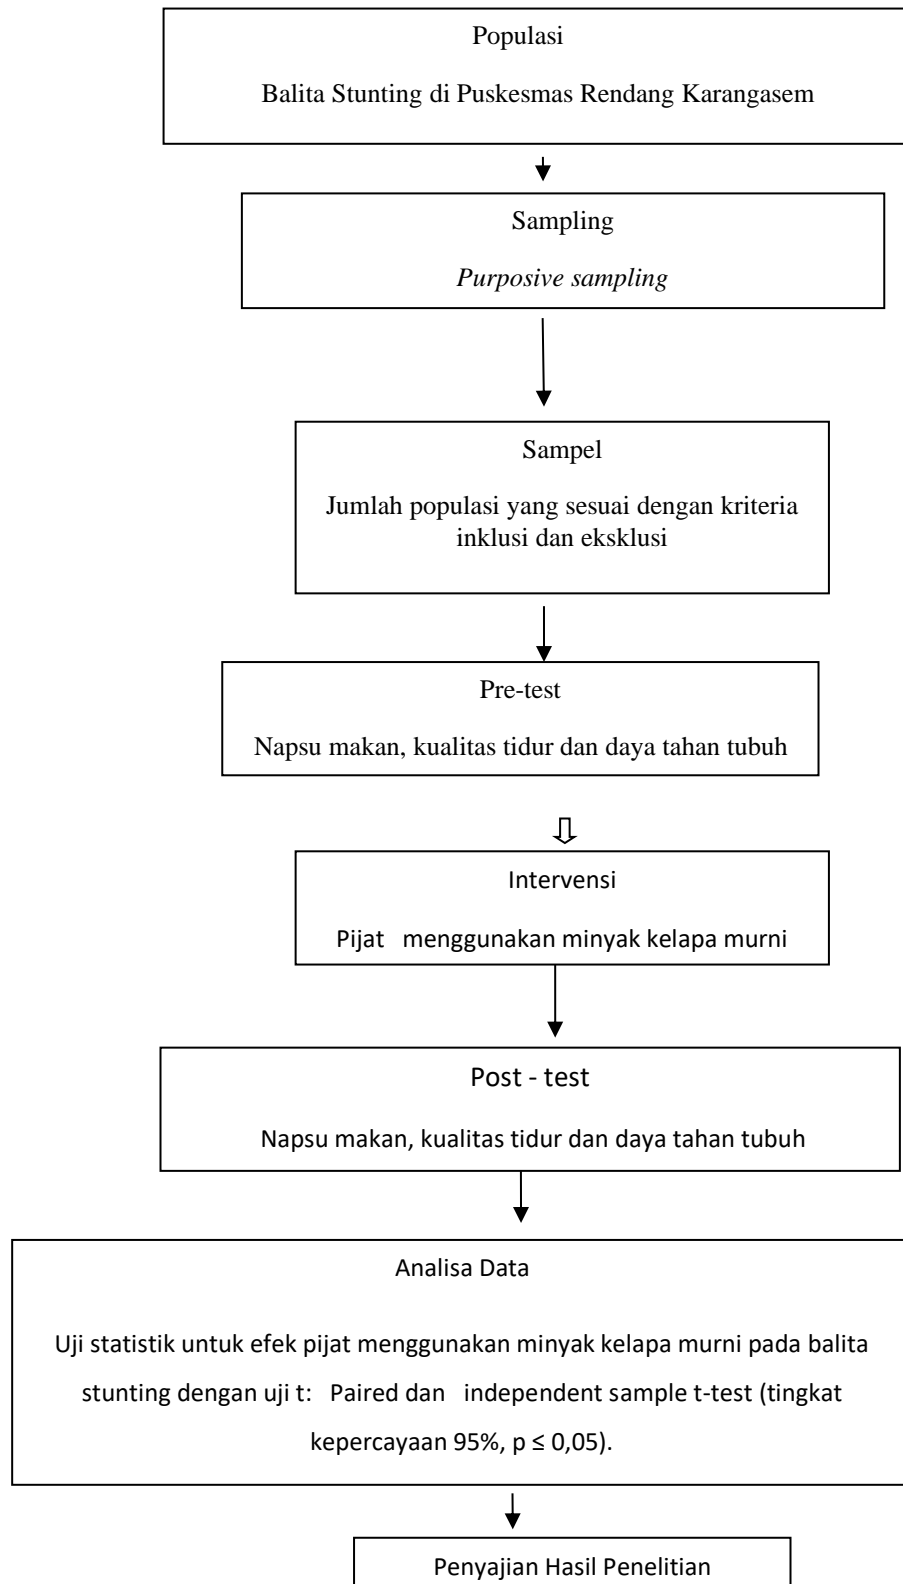 Populasi
Balita Stunting di Puskesmas Rendang Karangasem
Sampling
Purposive sampling
Sampel
Jumlah populasi yang sesuai dengan kriteria
inklusi dan eksklusi
Pre-test
Napsu makan, kualitas tidur dan daya tahan tubuh
Intervensi
Pijat menggunakan minyak kelapa murni
Post - test
Napsu makan, kualitas tidur dan daya tahan tubuh
Analisa Data
Uji statistik untuk efek pijat menggunakan minyak kelapa murni pada balita
stunting dengan uji t: Paired dan independent sample t-test (tingkat
kepercayaan 95%, p ≤ 0,05).
Penyajian Hasil Penelitian